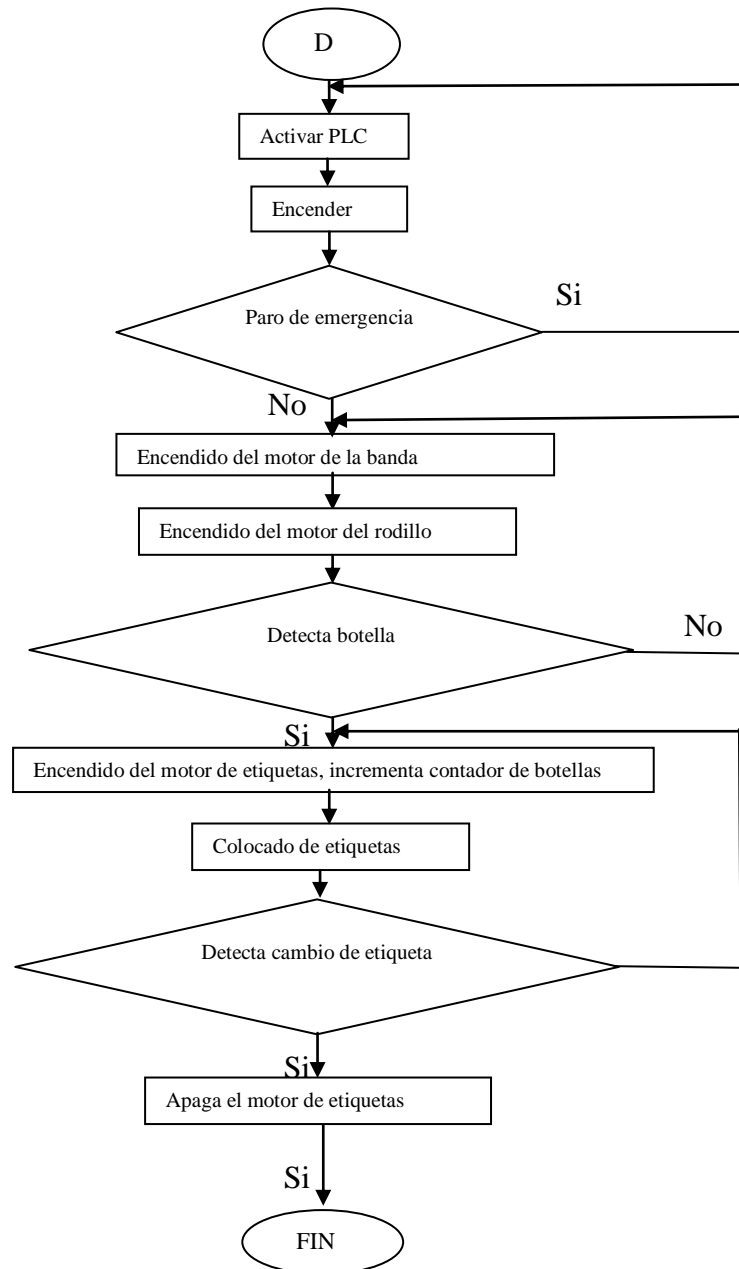 D
Activar PLC
Encender
Paro de emergencia
Si
No
Encendido del motor de la banda
Encendido del motor del rodillo
Detecta botella
No
Si
Encendido del motor de etiquetas, incrementa contador de botellas
Colocado de etiquetas
Detecta cambio de etiqueta
Si
Apaga el motor de etiquetas
Si
FIN